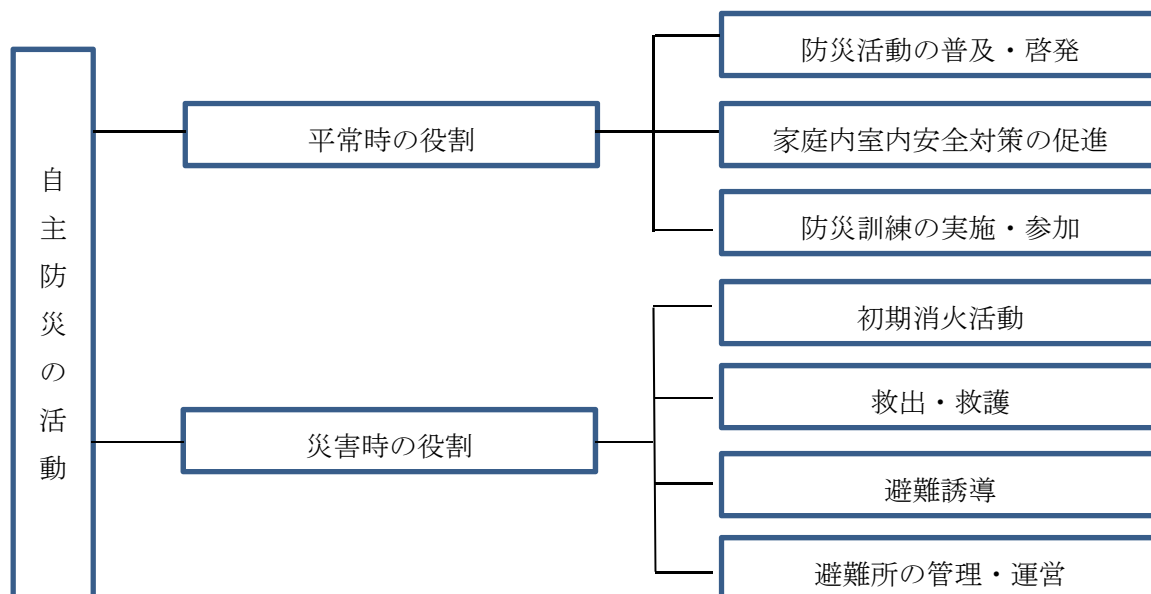 自主防災の活動
平常時の役割
防災活動の普及・啓発
家庭内室内安全対策の促進
防災訓練の実施・参加
災害時の役割
初期消火活動
救出・救護
避難誘導
避難所の管理・運営